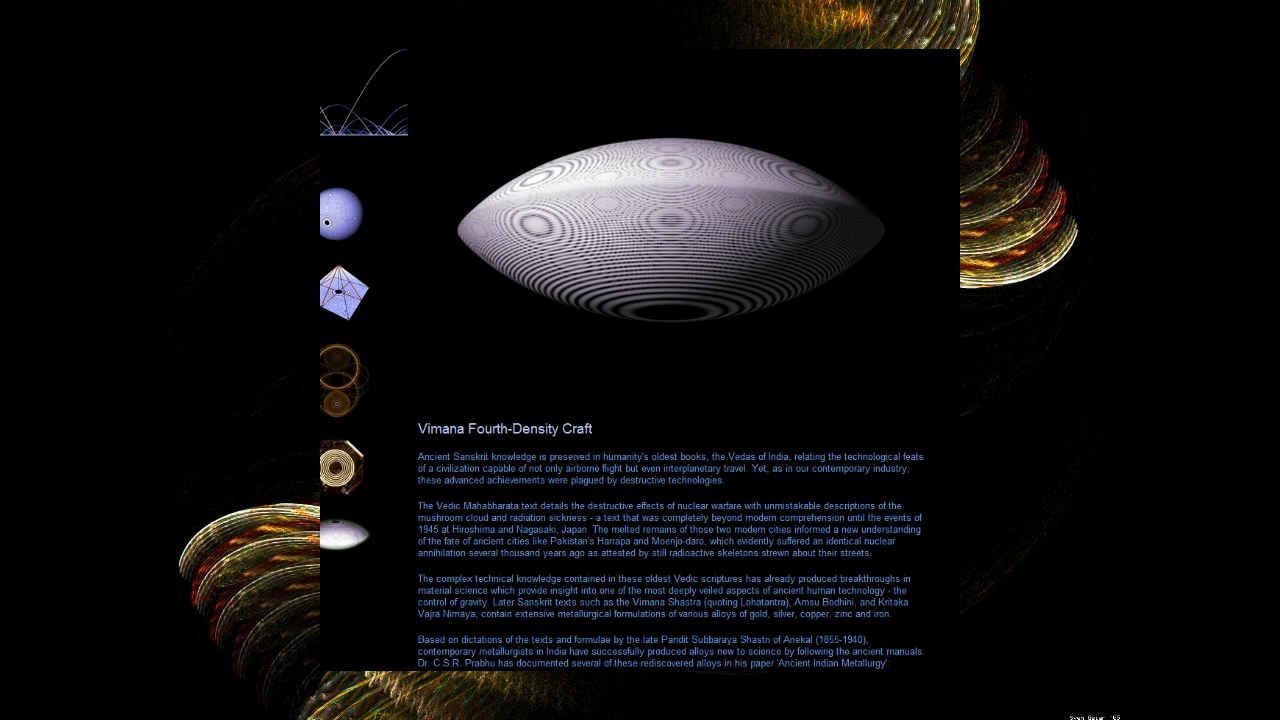 Vimana Fourth-Density Craft
Ancient Sanskrit knowledge is preserved in humanity's oldest books, the Vedas of India, relating the technological feats
of a civilization capable of not only airborne flight but even interplanetary travel. Yet, as in our contemporary industry,
these advanced achievements were plagued by destructive technologies.
The Vedic Mahabharata text details the destructive effects of nuclear warfare with unmistakable descriptions of the
mushroom cloud and radiation sickness - a text that was completely beyond modern comprehension until the events of
1945 at Hiroshima and Nagasaki, Japan. The melted remains of those two modern cities informed a new understanding
of the fate of ancient cities like Pakistan's Harrapa and Moenjo-daro, which evidently suffered an identical nuclear
annihilation several thousand years ago as attested by still radioactive skeletons strewn about their streets.
The complex technical knowledge contained in these oldest Vedic scriptures has already produced breakthroughs in
material science which provide insight into one of the most deeply veiled aspects of ancient human technology - the
control of gravity. Later Sanskrit texts such as the Vimana Shastra (quoting Lohatantra), Amsu Bodhini, and Kritaka
Vajra Nirnaya, contain extensive metallurgical formulations of various alloys of gold, silver, copper, zinc and iron.
Based on dictations of the texts and formulae by the late Pandit Subbaraya Shastri of Anekal (1855-1940),
contemporary metallurgists in India have successfully produced alloys new to science by following the ancient manuals.
Dr. C.S.R. Prabhu has documented several of these rediscovered alloys in his paper 'Ancient Indian Metallurgy':
Sven Geier '05